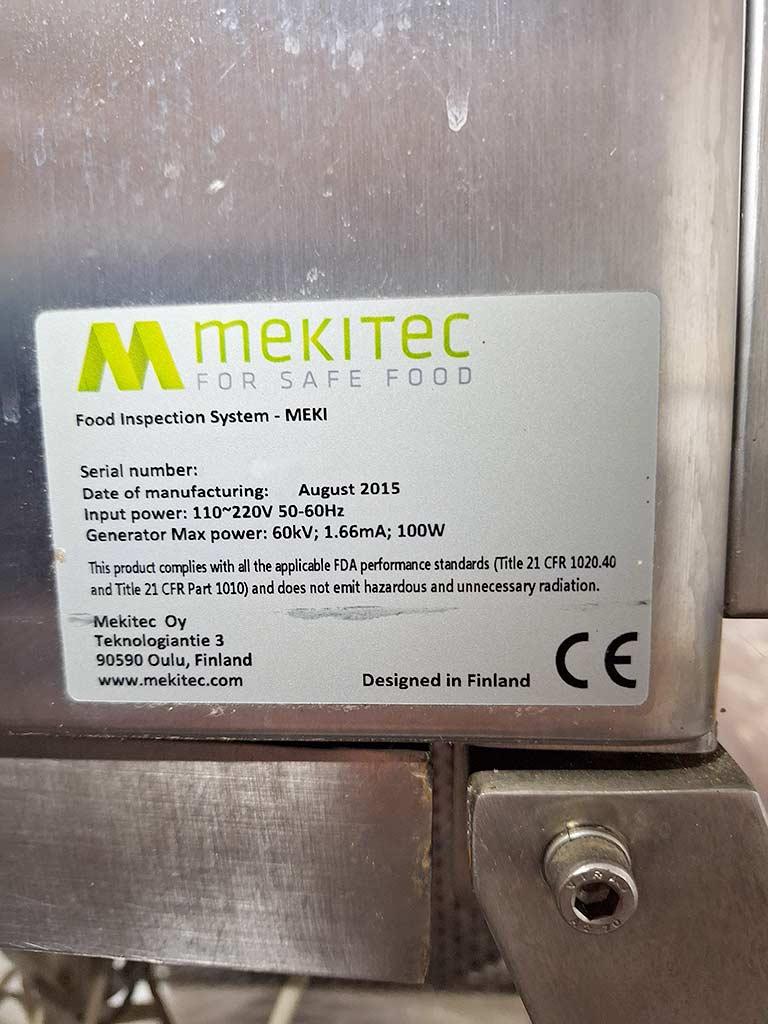 MEKITEC
FOR SAFE FOOD
Food Inspection System - MEKI
Serial number:
Date of manufacturing: August 2015
Input power: 110~220V 50-60Hz
Generator Max power: 60kV; 1.66mA; 100W
This product complies with all the applicable FDA performance standards (Title 21 CFR 1020.40
and Title 21 CFR Part 1010) and does not emit hazardous and unnecessary radiation.
Mekitec Oy
Teknologiantie 3
90590 Oulu, Finland
www.mekitec.com
Designed in Finland
CE